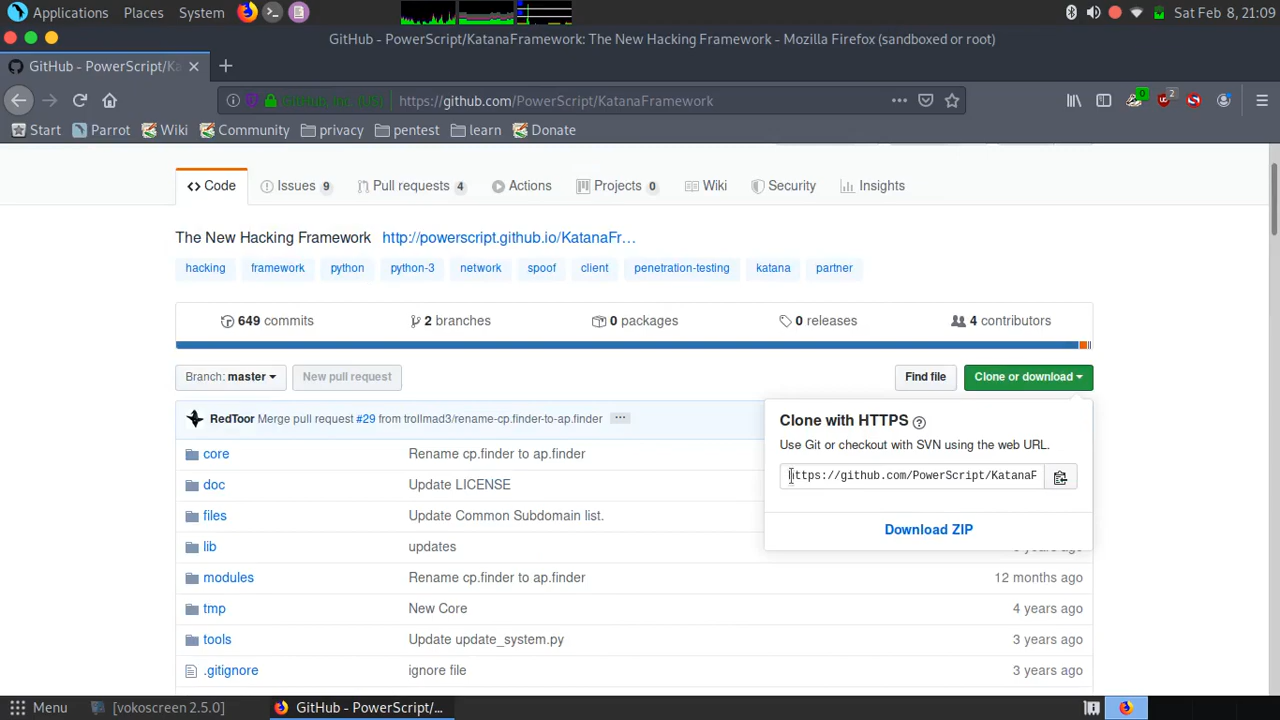 Applications Places System Sat Feb 8, 21:09
GitHub - PowerScript/KatanaFramework: The New Hacking Framework - Mozilla Firefox (sandboxed or root)
GitHub - PowerScript/Ka
GitHub, Inc. (US) https://github.com/PowerScript/KatanaFramework 0 2
Start Parrot Wiki Community privacy pentest learn Donate
Code Issues 9 Pull requests 4 Actions Projects 0 Wiki Security Insights
The New Hacking Framework http://powerscript.github.io/KatanaFr…
hacking framework python python-3 network spoof client penetration-testing katana partner
649 commits 2 branches 0 packages 0 releases 4 contributors
Branch: master New pull request Find file Clone or download
RedToor Merge pull request #29 from trollmad3/rename-cp.finder-to-ap.finder
Clone with HTTPS
Use Git or checkout with SVN using the web URL.
https://github.com/PowerScript/KatanaF
Download ZIP
core Rename cp.finder to ap.finder
doc Update LICENSE
files Update Common Subdomain list.
lib updates years ago
modules Rename cp.finder to ap.finder 12 months ago
tmp New Core 4 years ago
tools Update update_system.py 3 years ago
.gitignore ignore file 3 years ago
Menu [vokoscreen 2.5.0] GitHub - PowerScript/...